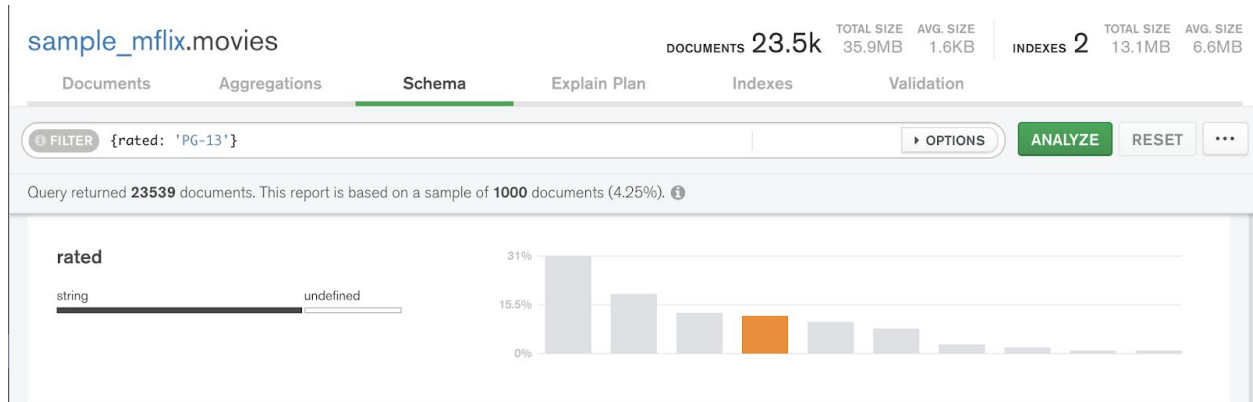 sample_mflix.movies
DOCUMENTS 23.5k TOTAL SIZE 35.9MB AVG. SIZE 1.6KB INDEXES 2 TOTAL SIZE 13.1MB AVG. SIZE 6.6MB
Documents Aggregations Schema Explain Plan Indexes Validation
FILTER {rated: 'PG-13'} OPTIONS ANALYZE RESET ...
Query returned 23539 documents. This report is based on a sample of 1000 documents (4.25%).
rated
string undefined
31%
15.5%
0%